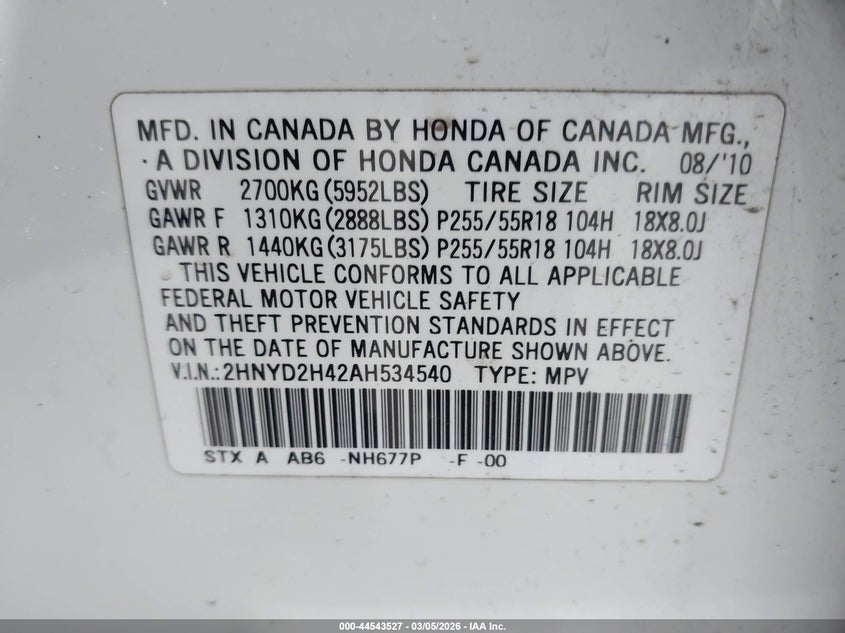 MFD. IN CANADA BY HONDA OF CANADA MFG.,
A DIVISION OF HONDA CANADA INC. 08/'10
GVWR 2700KG(5952LBS) TIRE SIZE RIM SIZE
GAWR F 1310KG(2888LBS) P255/55R18 104H 18X8.0J
GAWR R 1440KG(3175LBS) P255/55R18 104H 18X8.0J
THIS VEHICLE CONFORMS TO ALL APPLICABLE
FEDERAL MOTOR VEHICLE SAFETY
AND THEFT PREVENTION STANDARDS IN EFFECT
ON THE DATE OF MANUFACTURE SHOWN ABOVE.
V.I.N.:2HNYD2H42AH534540 TYPE: MPV
STX A AB6 -NH677P -F -00
000-44543527 - 03/05/2026 - IAA Inc.